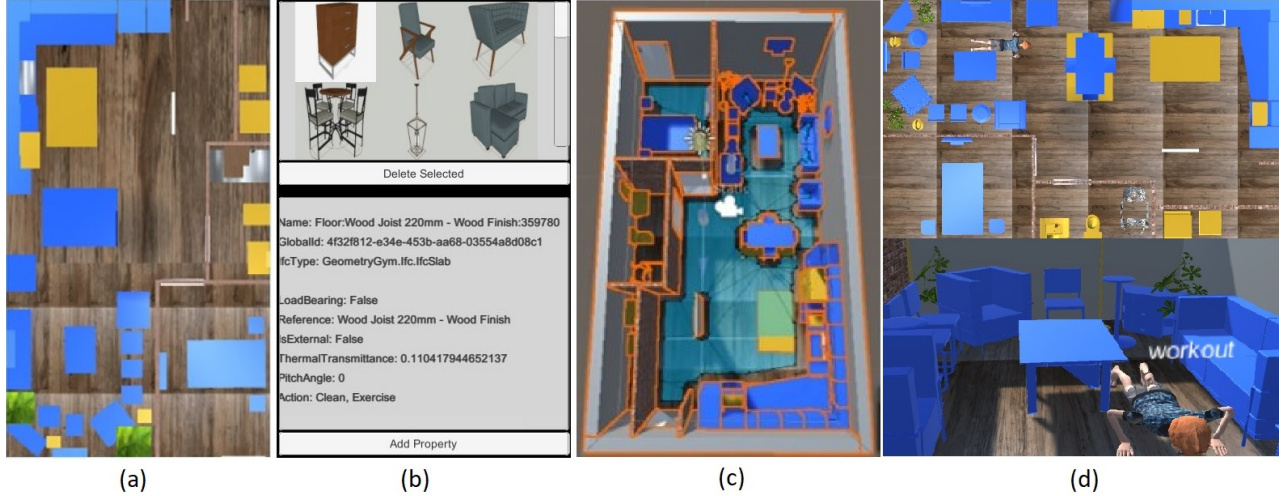 Delete Selected
Name: Floor:Wood Joist 220mm - Wood Finish:359780
GlobalId: 4f32f812-e34e-453b-aa68-03554a8d08c1
IfcType: GeometryGym.Ifc.IfcSlab
LoadBearing: False
Reference: Wood Joist 220mm - Wood Finish
IsExternal: False
ThermalTransmittance: 0.110417944652137
PitchAngle: 0
Action: Clean, Exercise
Add Property
workout
(a)
(b)
(c)
(d)